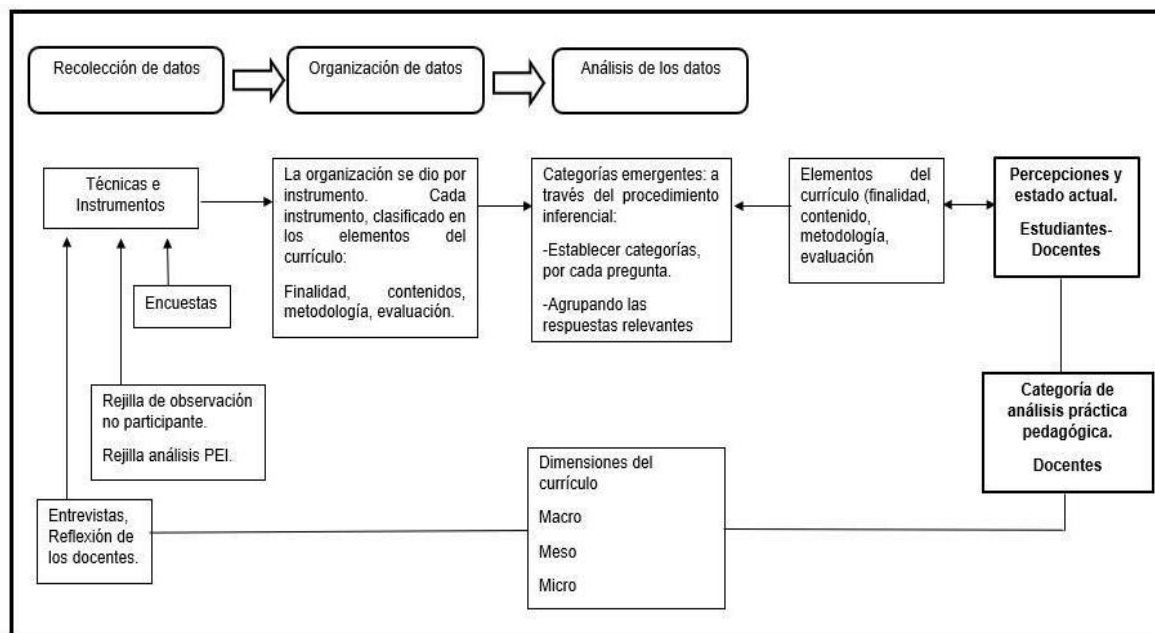 Recolección de datos
Organización de datos
Análisis de los datos
Técnicas e
Instrumentos
La organización se dio por
instrumento. Cada
instrumento, clasificado en
los elementos del
currículo:
Finalidad, contenidos,
metodología, evaluación.
Categorías emergentes: a
través del procedimiento
inferencial:
-Establecer categorías,
por cada pregunta.
-Agrupando las
respuestas relevantes
Elementos del
currículo (finalidad,
contenido,
metodología,
evaluación
Percepciones y
estado actual.
Estudiantes-
Docentes
Encuestas
Rejilla de observación
no participante.
Rejilla análisis PEI.
Categoría de
análisis práctica
pedagógica.
Docentes
Dimensiones del
currículo
Macro
Meso
Micro
Entrevistas,
Reflexión de
los docentes.